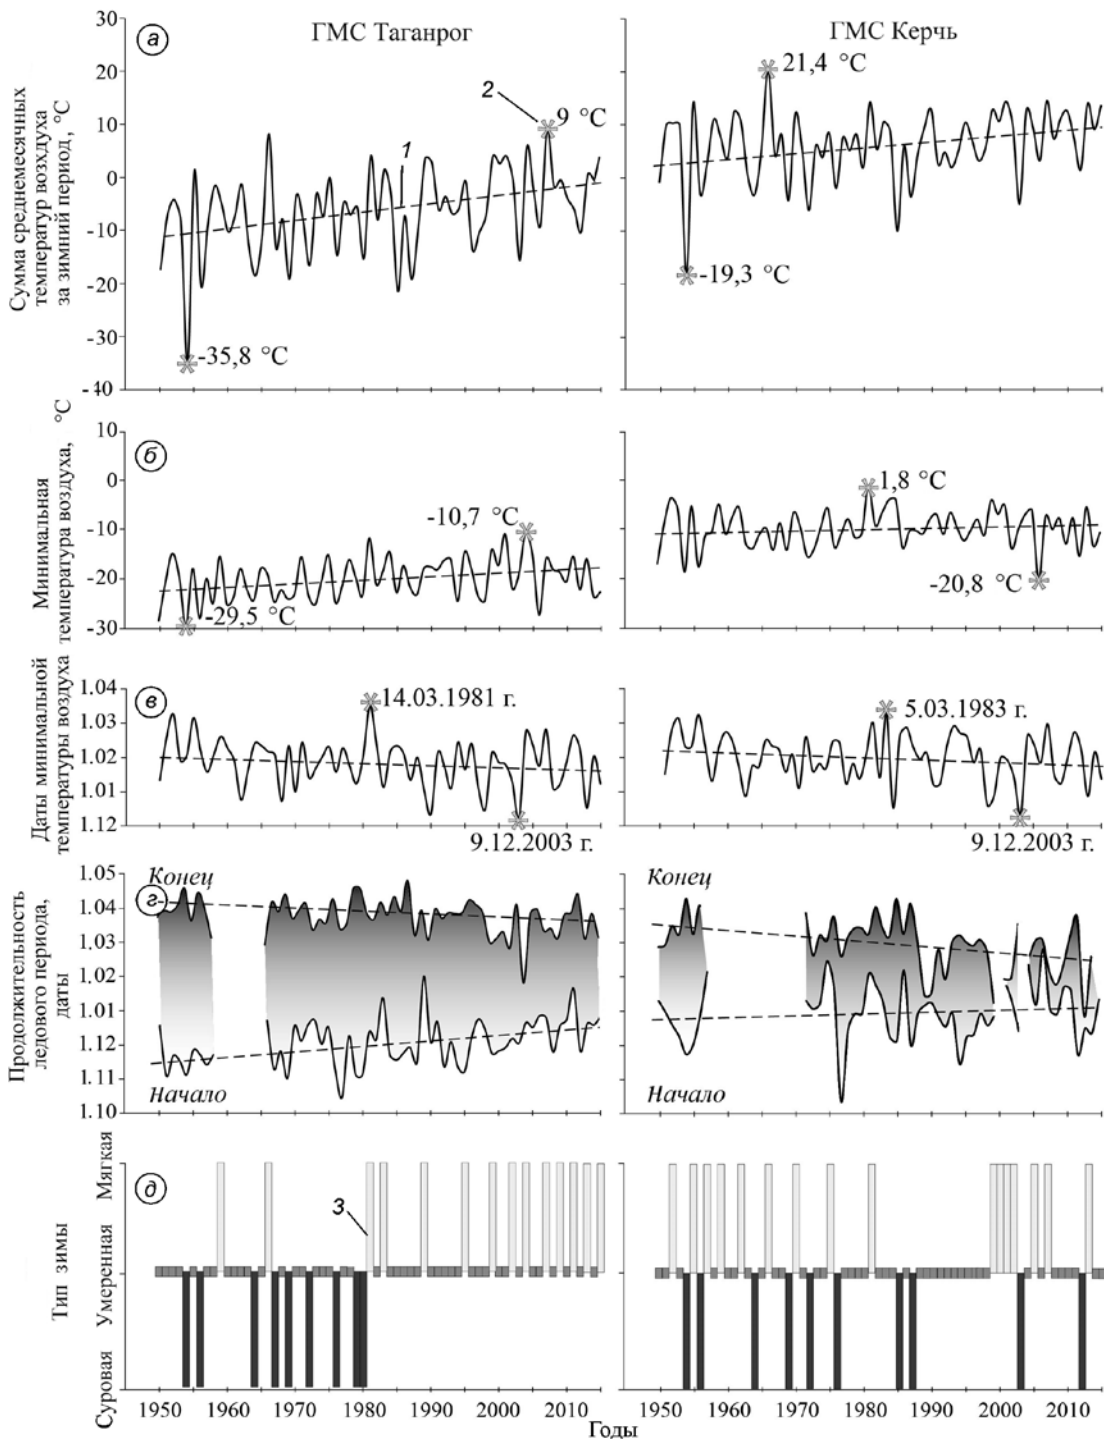 ГМС Таганрог
ГМС Керчь
а
Сумма среднемесячных
температур возхдуха
за зимний период, °C
30
20
10
0
-10
-20
-30
-40
1
2
9 °C
-35,8 °C
21,4 °C
-19,3 °C
б
Минимальная
температура воздуха, °C
10
0
-10
-20
-30
-10,7 °C
-29,5 °C
1,8 °C
-20,8 °C
в
Даты минимальной
температуры воздуха
1.04
1.03
1.02
1.01
1.12
14.03.1981 г.
9.12.2003 г.
5.03.1983 г.
9.12.2003 г.
г
Продолжительность
ледового периода,
даты
1.05
1.04
1.03
1.02
1.01
1.12
1.11
1.10
Конец
Начало
Конец
Начало
д
Тип зимы
Мягкая
Умеренная
Суровая
3
1950 1960 1970 1980 1990 2000 2010
1950 1960 1970 1980 1990 2000 2010
Годы